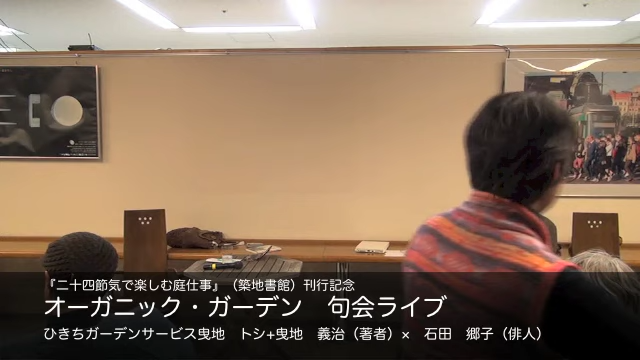 『二十四節気で楽しむ庭仕事』（築地書館）刊行記念
オーガニック・ガーデン　句会ライブ
ひきちガーデンサービス曳地　トシ+曳地　義治（著者）×　石田　郷子（俳人）